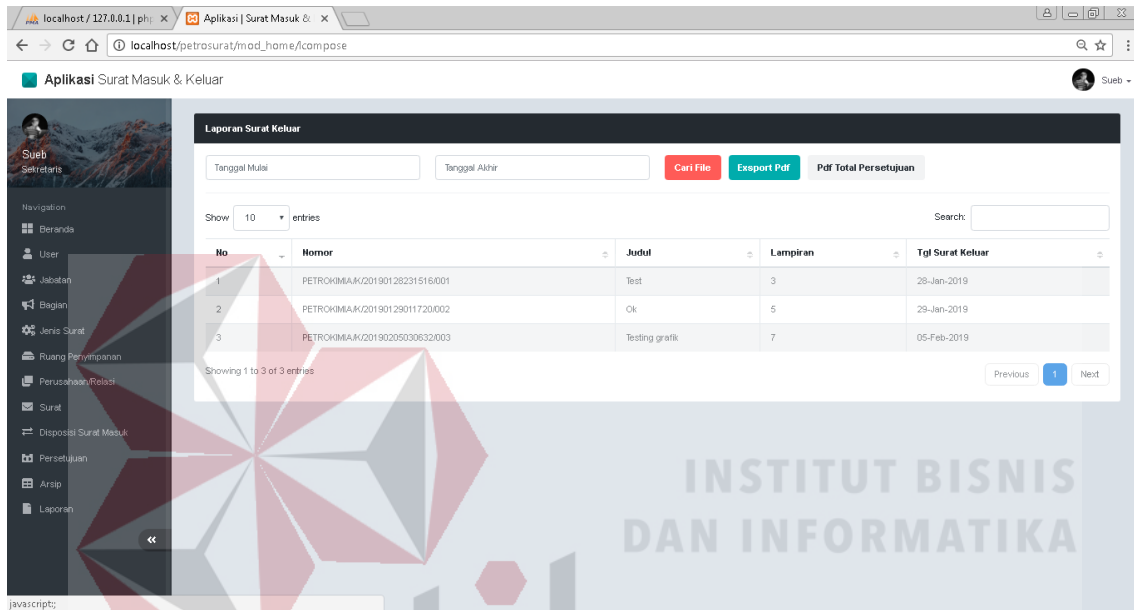 localhost / 127.0.0.1 | ph
Aplikasi | Surat Masuk &
localhost/petrosurat/mod_home/lcompose
Aplikasi Surat Masuk & Keluar
Sueb
Sueb
Sekretaris
Navigation
Beranda
User
Jabatan
Bagian
Jenis Surat
Ruang Penyimpanan
Perusahaan/Relasi
Surat
Disposisi Surat Masuk
Persetujuan
Arsip
Laporan
Laporan Surat Keluar
Tanggal Mulai Tanggal Akhir Cari File Exsport Pdf Pdf Total Persetujuan
Show 10 entries Search:
No Nomor Judul Lampiran Tgl Surat Keluar
1 PETROKIMIA/K/20190128231516/001 Test 3 28-Jan-2019
2 PETROKIMIA/K/20190129011720/002 Ok 5 29-Jan-2019
3 PETROKIMIA/K/20190205030632/003 Testing grafik 7 05-Feb-2019
Showing 1 to 3 of 3 entries
Previous 1 Next
INSTITUT BISNIS
DAN INFORMATIKA
javascript:;